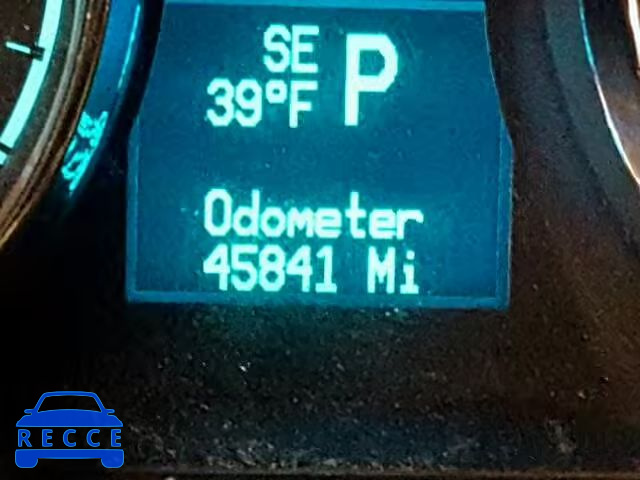 SE P
39°F
Odometer
45841 Mi
RECCE